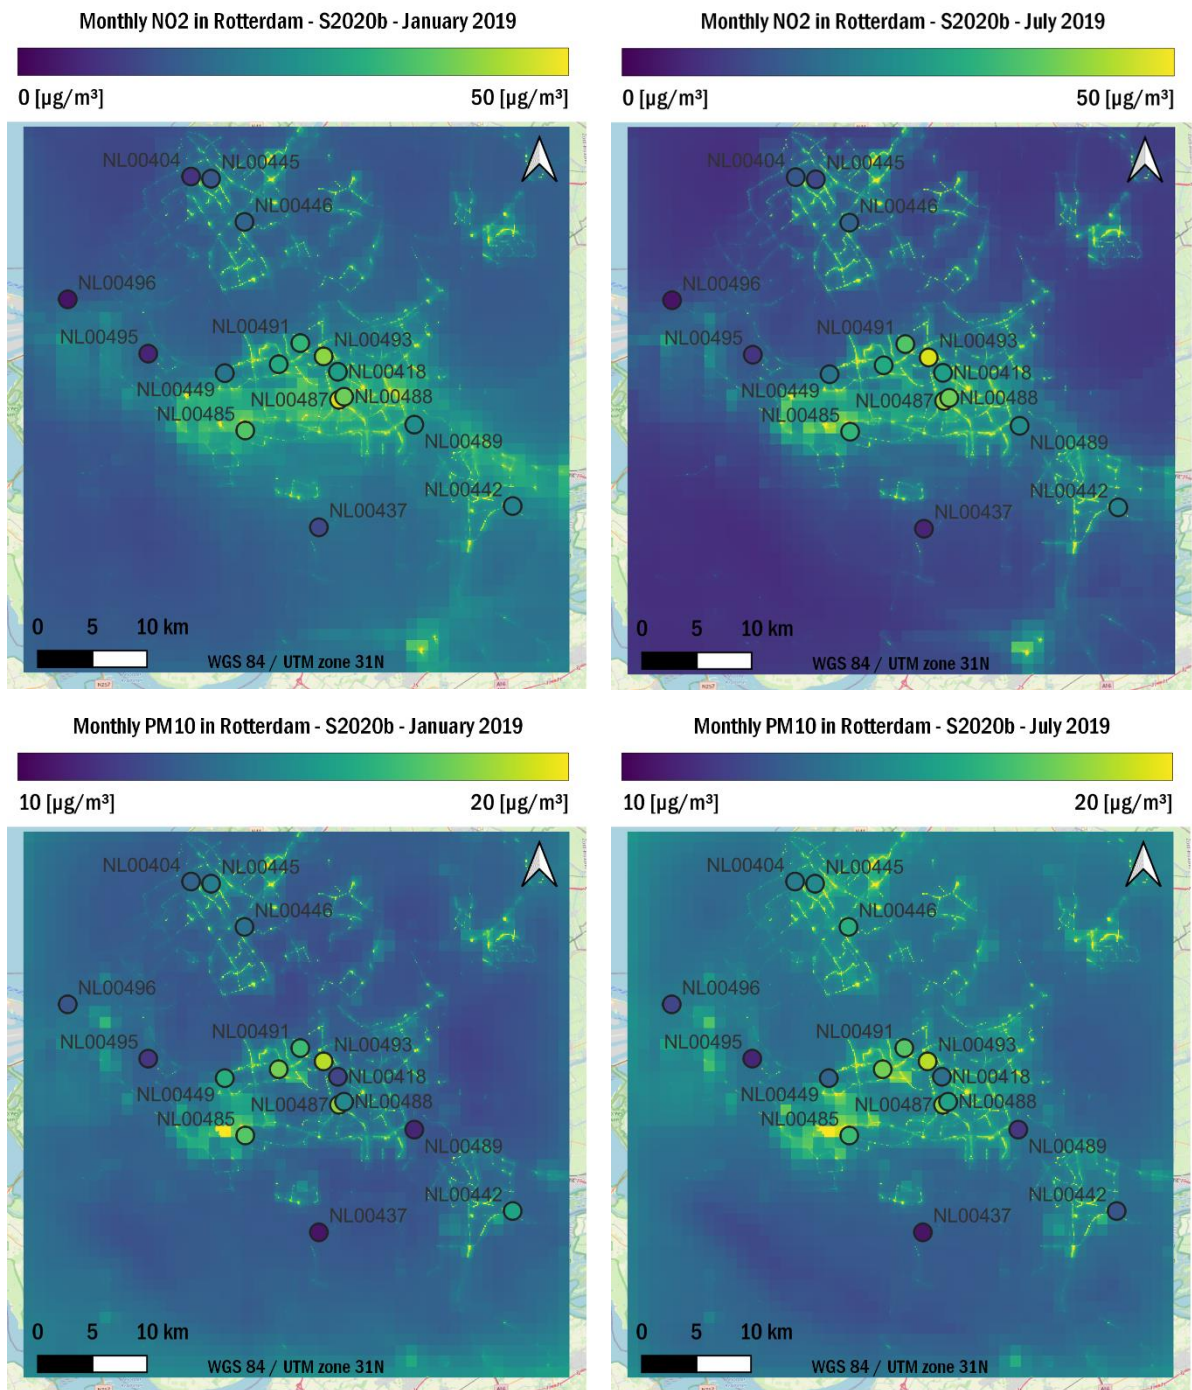 Monthly NO2 in Rotterdam - S2020b - January 2019
0 [µg/m³] 50 [µg/m³]
NL00404
NL00445
NL00446
NL00496
NL00495
NL00491
NL00493
NL00449
NL00418
NL00485
NL00487
NL00488
NL00489
NL00442
NL00437
0 5 10 km
WGS 84 / UTM zone 31N
N257
Monthly NO2 in Rotterdam - S2020b - July 2019
0 [µg/m³] 50 [µg/m³]
NL00404
NL00445
NL00446
NL00496
NL00495
NL00491
NL00493
NL00449
NL00418
NL00485
NL00487
NL00488
NL00489
NL00442
NL00437
0 5 10 km
WGS 84 / UTM zone 31N
Monthly PM10 in Rotterdam - S2020b - January 2019
10 [µg/m³] 20 [µg/m³]
NL00404
NL00445
NL00446
NL00496
NL00495
NL00491
NL00493
NL00449
NL00418
NL00485
NL00487
NL00488
NL00489
NL00442
NL00437
0 5 10 km
WGS 84 / UTM zone 31N
Monthly PM10 in Rotterdam - S2020b - July 2019
10 [µg/m³] 20 [µg/m³]
NL00404
NL00445
NL00446
NL00496
NL00495
NL00491
NL00493
NL00449
NL00418
NL00485
NL00487
NL00488
NL00489
NL00442
NL00437
0 5 10 km
WGS 84 / UTM zone 31N